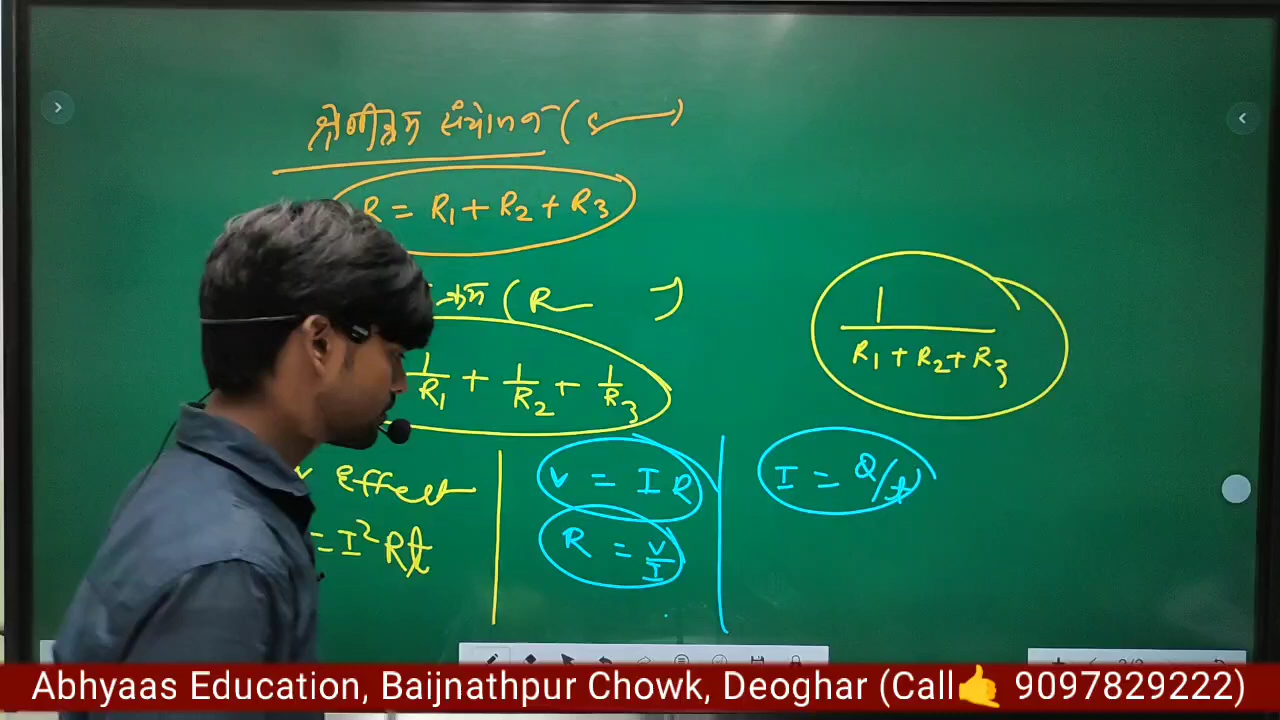 श्रेणीक्रम संयोजन (S
R = R₁ + R₂ + R₃
क्रम (R )
1/R₁ + 1/R₂ + 1/R₃
1/(R₁ + R₂ + R₃)
effect
= I²Rt
V = IR
R = V/I
I = Q/t
Abhyaas Education, Baijnathpur Chowk, Deoghar (Call🤙 9097829222)